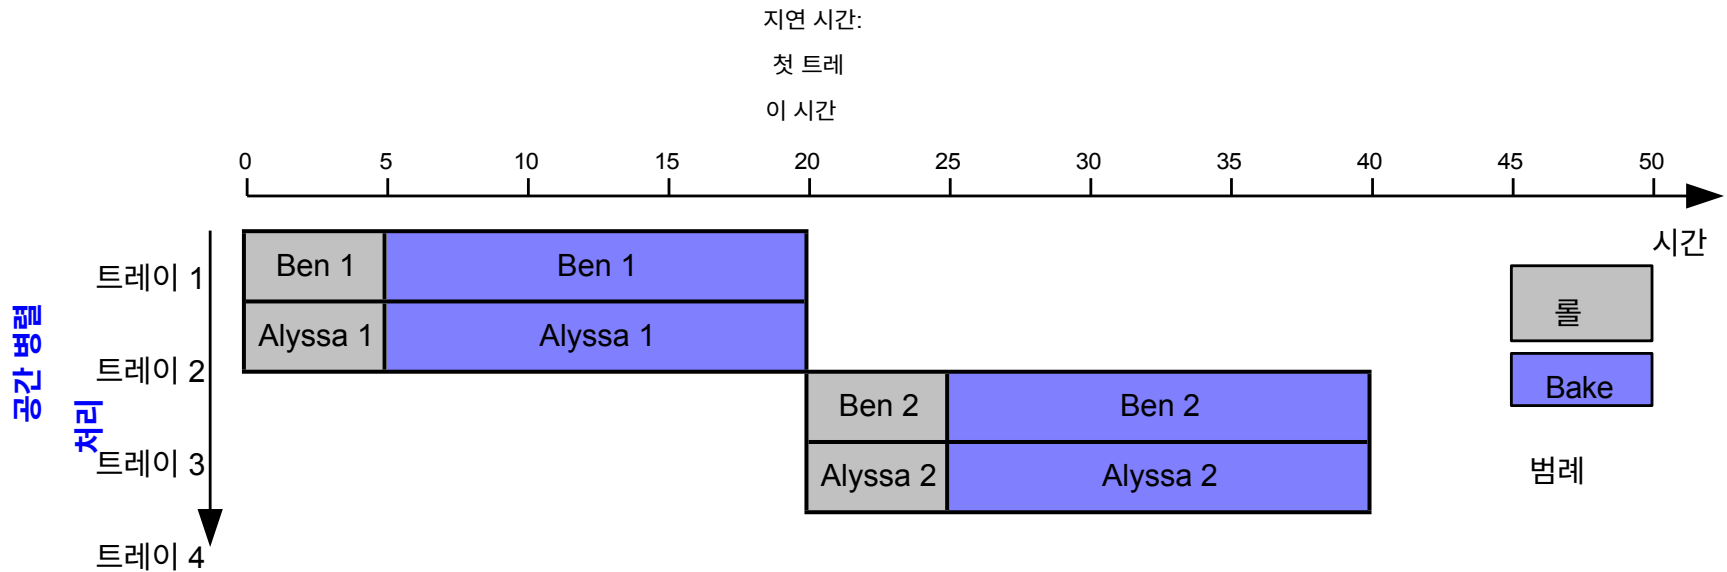 지연 시간:
첫 트레
이 시간
0 5 10 15 20 25 30 35 40 45 50
시간
트레이 1
트레이 2
트레이 3
트레이 4
공간 병렬
처리
Ben 1 Ben 1
Alyssa 1 Alyssa 1
Ben 2 Ben 2
Alyssa 2 Alyssa 2
롤
Bake
범례